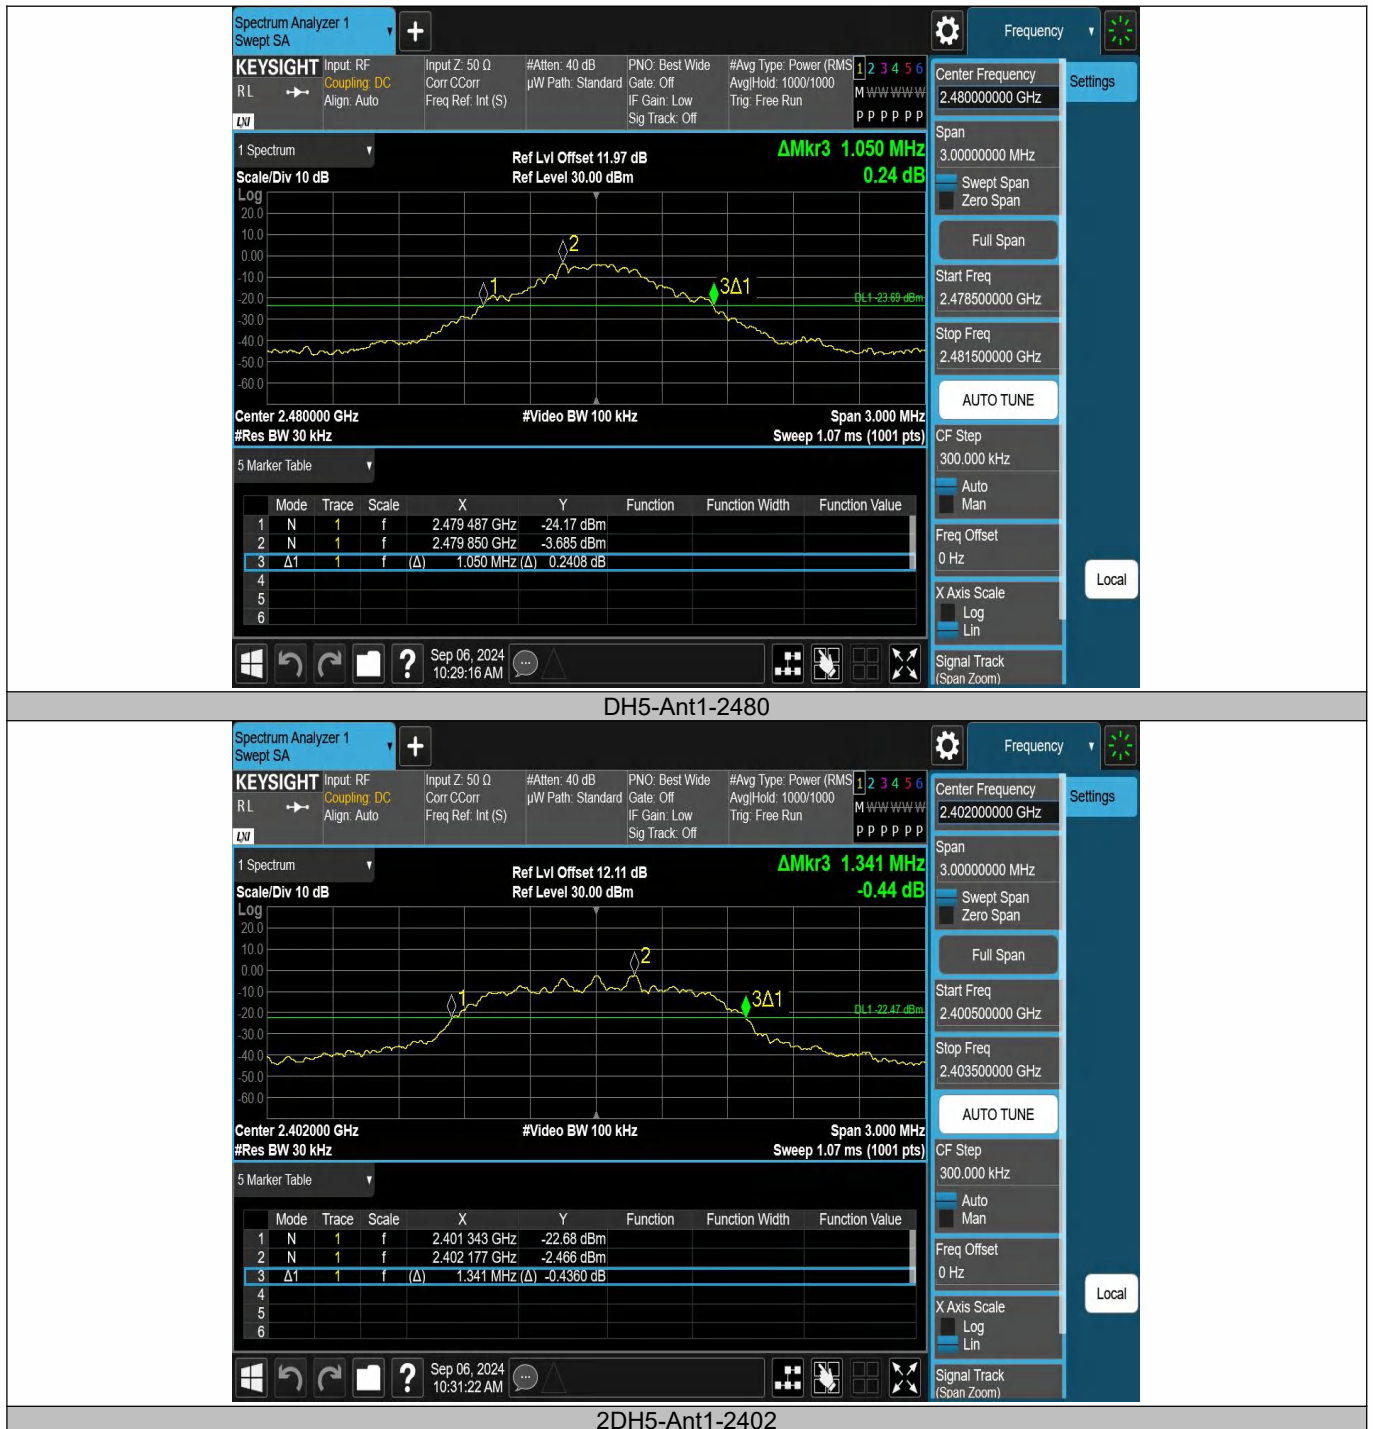 Spectrum Analyzer 1
Swept SA
Frequency
KEYSIGHT
RL
LXI
Input: RF
Coupling: DC
Align: Auto
Input Z: 50 Ω
Corr CCorr
Freq Ref: Int (S)
#Atten: 40 dB
µW Path: Standard
PNO: Best Wide
Gate: Off
IF Gain: Low
Sig Track: Off
#Avg Type: Power (RMS
Avg|Hold: 1000/1000
Trig: Free Run
1 2 3 4 5 6
M W W W W W
P P P P P P
1 Spectrum
Scale/Div 10 dB
Ref Lvl Offset 11.97 dB
Ref Level 30.00 dBm
ΔMkr3 1.050 MHz
0.24 dB
Log
20.0
10.0
0.00
-10.0
-20.0
-30.0
-40.0
-50.0
-60.0
1
2
3Δ1
DL1 -23.69 dBm
Center 2.480000 GHz
#Video BW 100 kHz
Span 3.000 MHz
#Res BW 30 kHz
Sweep 1.07 ms (1001 pts)
5 Marker Table
Mode Trace Scale X Y Function Function Width Function Value
1 N 1 f 2.479 487 GHz -24.17 dBm
2 N 1 f 2.479 850 GHz -3.685 dBm
3 Δ1 1 f (Δ) 1.050 MHz (Δ) 0.2408 dB
4
5
6
Sep 06, 2024
10:29:16 AM
Center Frequency
2.480000000 GHz
Span
3.00000000 MHz
Swept Span
Zero Span
Full Span
Start Freq
2.478500000 GHz
Stop Freq
2.481500000 GHz
AUTO TUNE
CF Step
300.000 kHz
Auto
Man
Freq Offset
0 Hz
X Axis Scale
Log
Lin
Signal Track
(Span Zoom)
Settings
Local
DH5-Ant1-2480
Spectrum Analyzer 1
Swept SA
Frequency
KEYSIGHT
RL
LXI
Input: RF
Coupling: DC
Align: Auto
Input Z: 50 Ω
Corr CCorr
Freq Ref: Int (S)
#Atten: 40 dB
µW Path: Standard
PNO: Best Wide
Gate: Off
IF Gain: Low
Sig Track: Off
#Avg Type: Power (RMS
Avg|Hold: 1000/1000
Trig: Free Run
1 2 3 4 5 6
M W W W W W
P P P P P P
1 Spectrum
Scale/Div 10 dB
Ref Lvl Offset 12.11 dB
Ref Level 30.00 dBm
ΔMkr3 1.341 MHz
-0.44 dB
Log
20.0
10.0
0.00
-10.0
-20.0
-30.0
-40.0
-50.0
-60.0
1
2
3Δ1
DL1 -22.47 dBm
Center 2.402000 GHz
#Video BW 100 kHz
Span 3.000 MHz
#Res BW 30 kHz
Sweep 1.07 ms (1001 pts)
5 Marker Table
Mode Trace Scale X Y Function Function Width Function Value
1 N 1 f 2.401 343 GHz -22.68 dBm
2 N 1 f 2.402 177 GHz -2.466 dBm
3 Δ1 1 f (Δ) 1.341 MHz (Δ) -0.4360 dB
4
5
6
Sep 06, 2024
10:31:22 AM
Center Frequency
2.402000000 GHz
Span
3.00000000 MHz
Swept Span
Zero Span
Full Span
Start Freq
2.400500000 GHz
Stop Freq
2.403500000 GHz
AUTO TUNE
CF Step
300.000 kHz
Auto
Man
Freq Offset
0 Hz
X Axis Scale
Log
Lin
Signal Track
(Span Zoom)
Settings
Local
2DH5-Ant1-2402